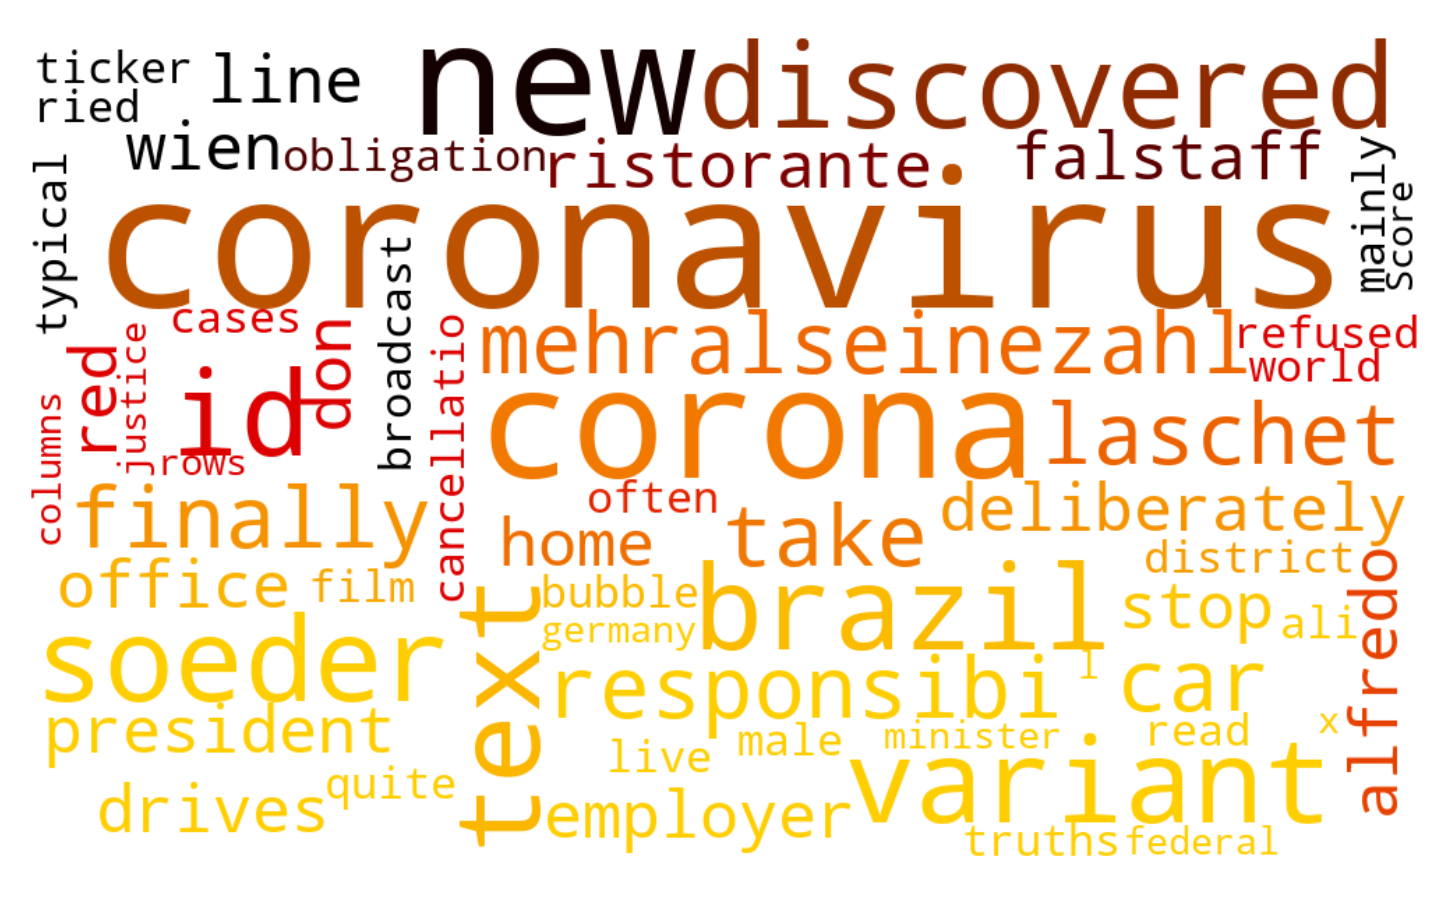 ticker
line
new
discovered
ried
wien
obligation
ristorante
falstaff
mainly
Score
typical
coronavirus
broadcast
cases
don
cancellatio
mehralseinezahl
refused
world
red
justice
id
rows
columns
corona
laschet
finally
often
home
take
deliberately
district
office
film
text
bubble
germany
brazil
stop
ali
alfredo
soeder
responsibi
l
car
president
live
male
minister
read
x
drives
quite
employer
variant
truths
federal